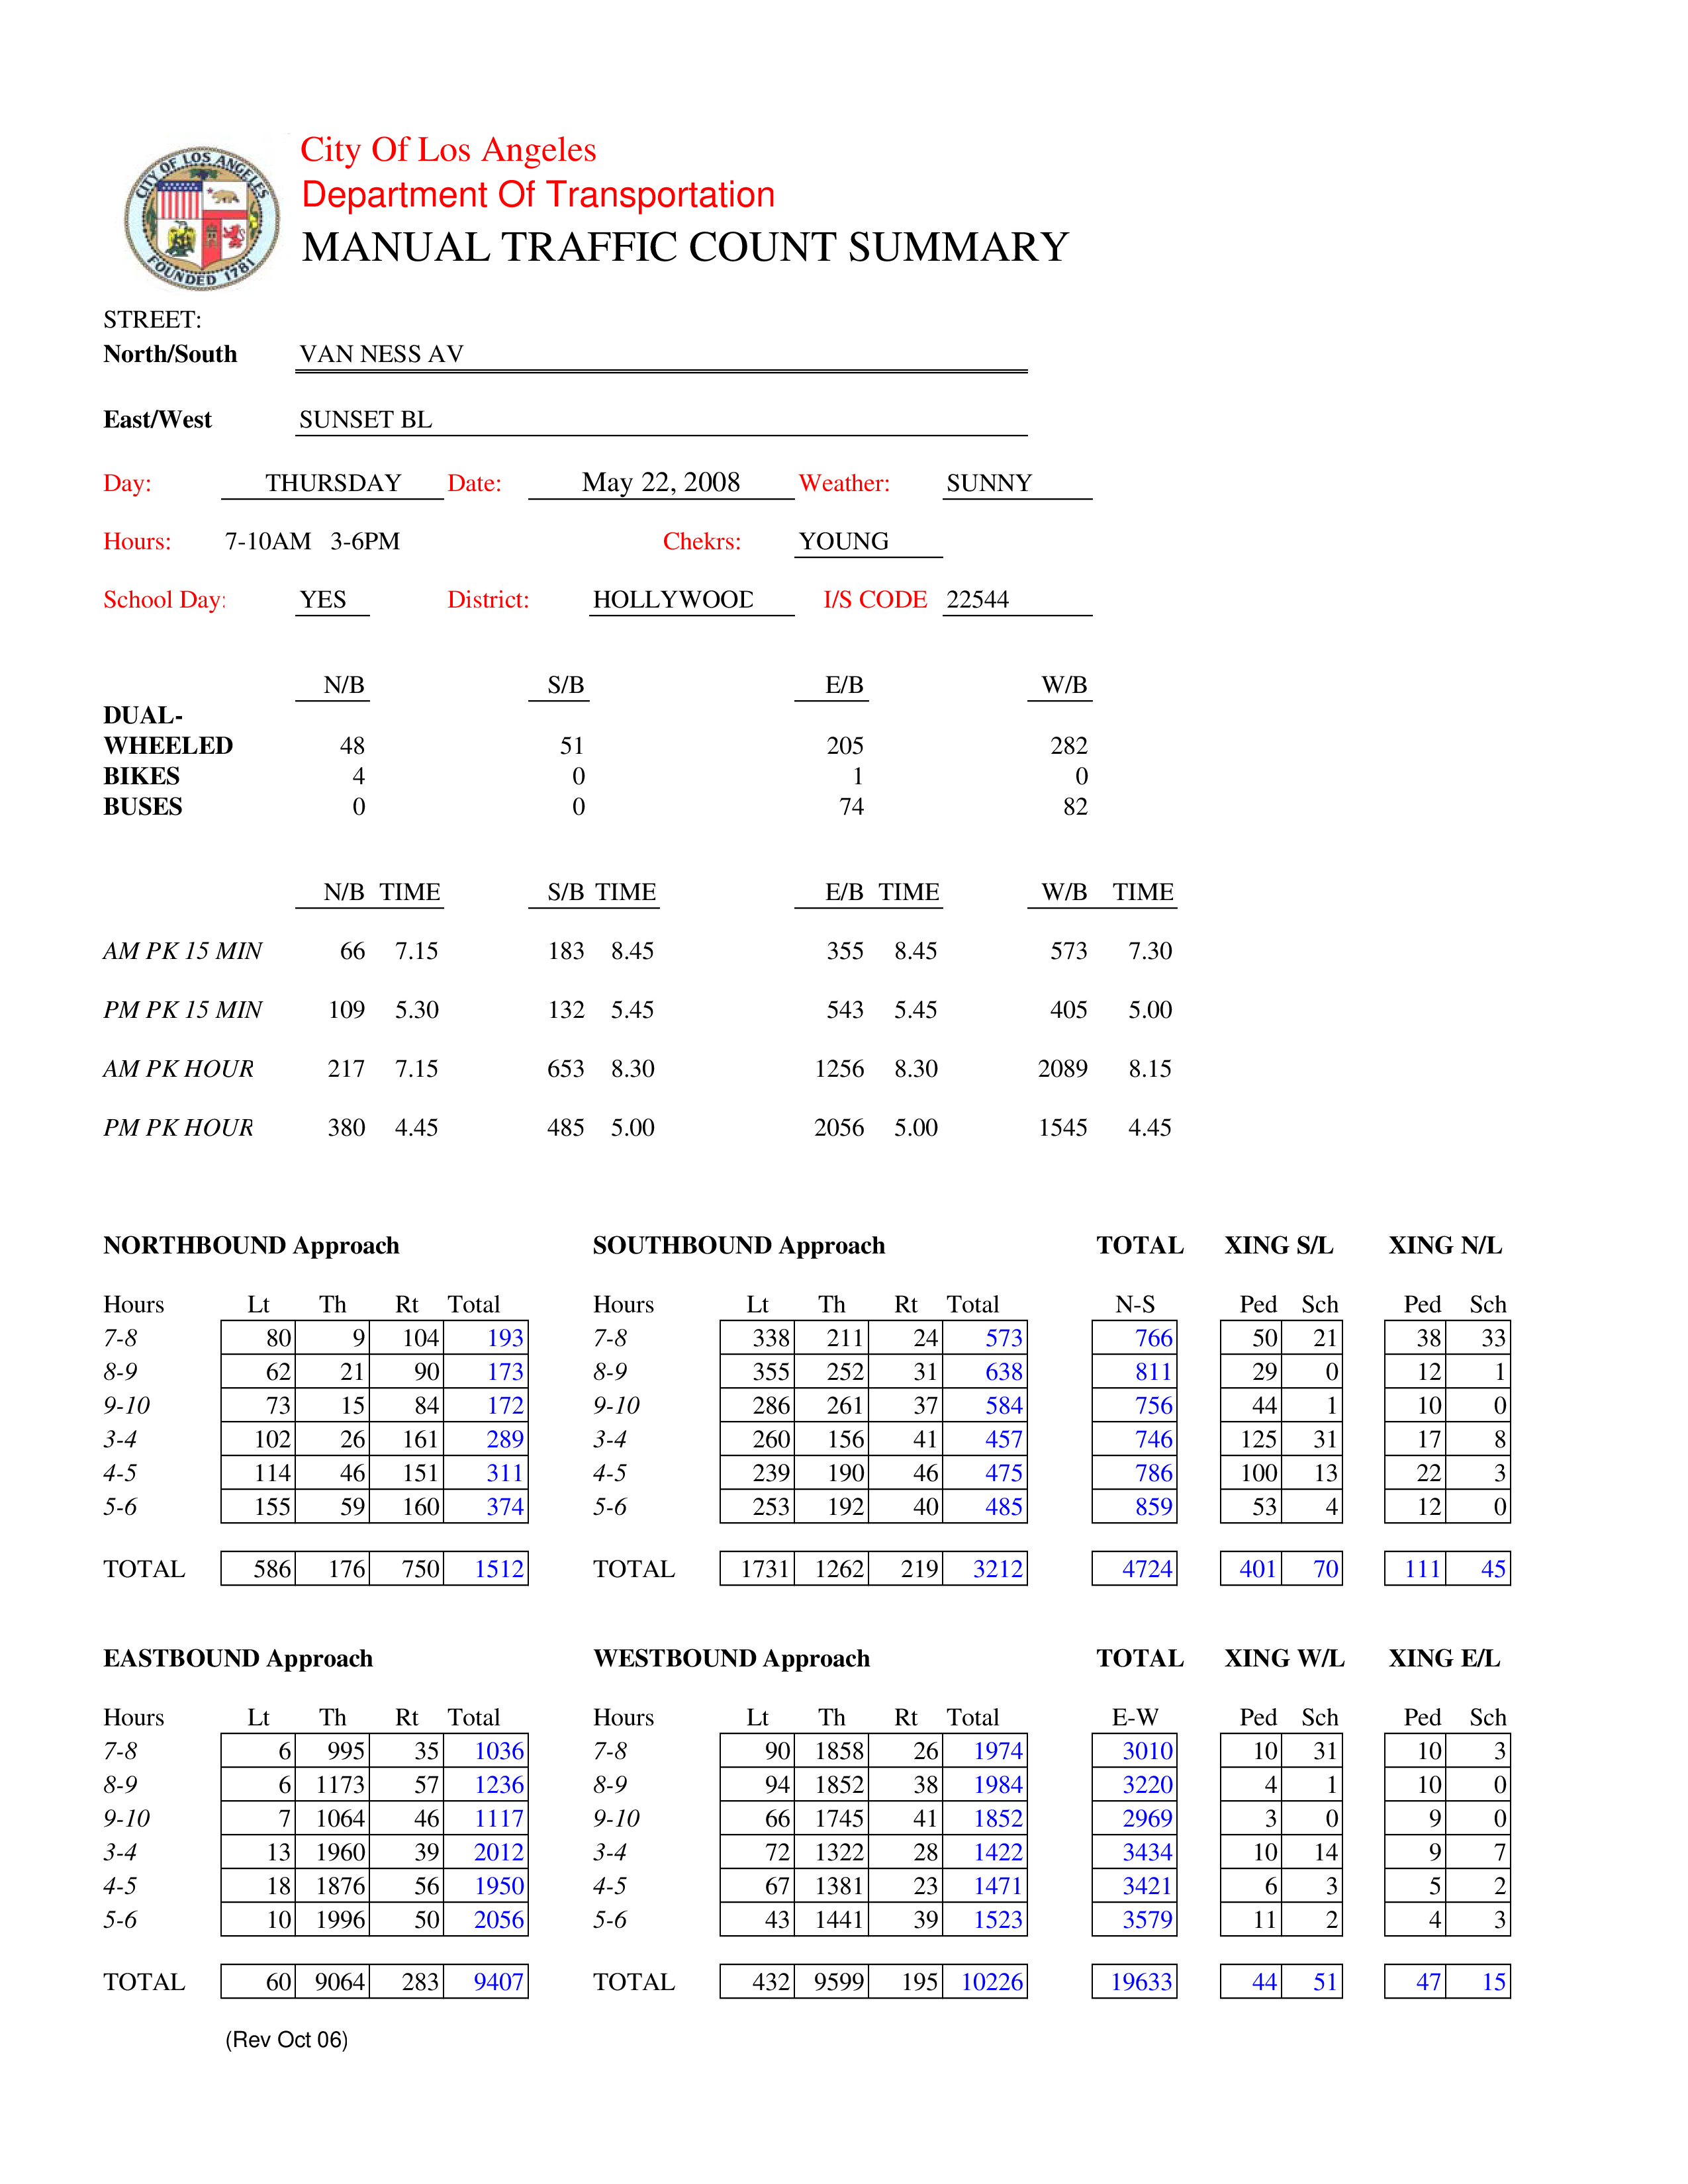 CITY OF LOS ANGELES
FOUNDED 1781
City Of Los Angeles
Department Of Transportation
MANUAL TRAFFIC COUNT SUMMARY
STREET:
North/South VAN NESS AV
East/West SUNSET BL
Day: THURSDAY Date: May 22, 2008 Weather: SUNNY
Hours: 7-10AM 3-6PM Chekrs: YOUNG
School Day: YES District: HOLLYWOOD I/S CODE 22544
N/B S/B E/B W/B
DUAL-
WHEELED 48 51 205 282
BIKES 4 0 1 0
BUSES 0 0 74 82
N/B TIME S/B TIME E/B TIME W/B TIME
AM PK 15 MIN 66 7.15 183 8.45 355 8.45 573 7.30
PM PK 15 MIN 109 5.30 132 5.45 543 5.45 405 5.00
AM PK HOUR 217 7.15 653 8.30 1256 8.30 2089 8.15
PM PK HOUR 380 4.45 485 5.00 2056 5.00 1545 4.45
NORTHBOUND Approach SOUTHBOUND Approach TOTAL XING S/L XING N/L
Hours Lt Th Rt Total Hours Lt Th Rt Total N-S Ped Sch Ped Sch
7-8 80 9 104 193 7-8 338 211 24 573 766 50 21 38 33
8-9 62 21 90 173 8-9 355 252 31 638 811 29 0 12 1
9-10 73 15 84 172 9-10 286 261 37 584 756 44 1 10 0
3-4 102 26 161 289 3-4 260 156 41 457 746 125 31 17 8
4-5 114 46 151 311 4-5 239 190 46 475 786 100 13 22 3
5-6 155 59 160 374 5-6 253 192 40 485 859 53 4 12 0
TOTAL 586 176 750 1512 TOTAL 1731 1262 219 3212 4724 401 70 111 45
EASTBOUND Approach WESTBOUND Approach TOTAL XING W/L XING E/L
Hours Lt Th Rt Total Hours Lt Th Rt Total E-W Ped Sch Ped Sch
7-8 6 995 35 1036 7-8 90 1858 26 1974 3010 10 31 10 3
8-9 6 1173 57 1236 8-9 94 1852 38 1984 3220 4 1 10 0
9-10 7 1064 46 1117 9-10 66 1745 41 1852 2969 3 0 9 0
3-4 13 1960 39 2012 3-4 72 1322 28 1422 3434 10 14 9 7
4-5 18 1876 56 1950 4-5 67 1381 23 1471 3421 6 3 5 2
5-6 10 1996 50 2056 5-6 43 1441 39 1523 3579 11 2 4 3
TOTAL 60 9064 283 9407 TOTAL 432 9599 195 10226 19633 44 51 47 15
(Rev Oct 06)